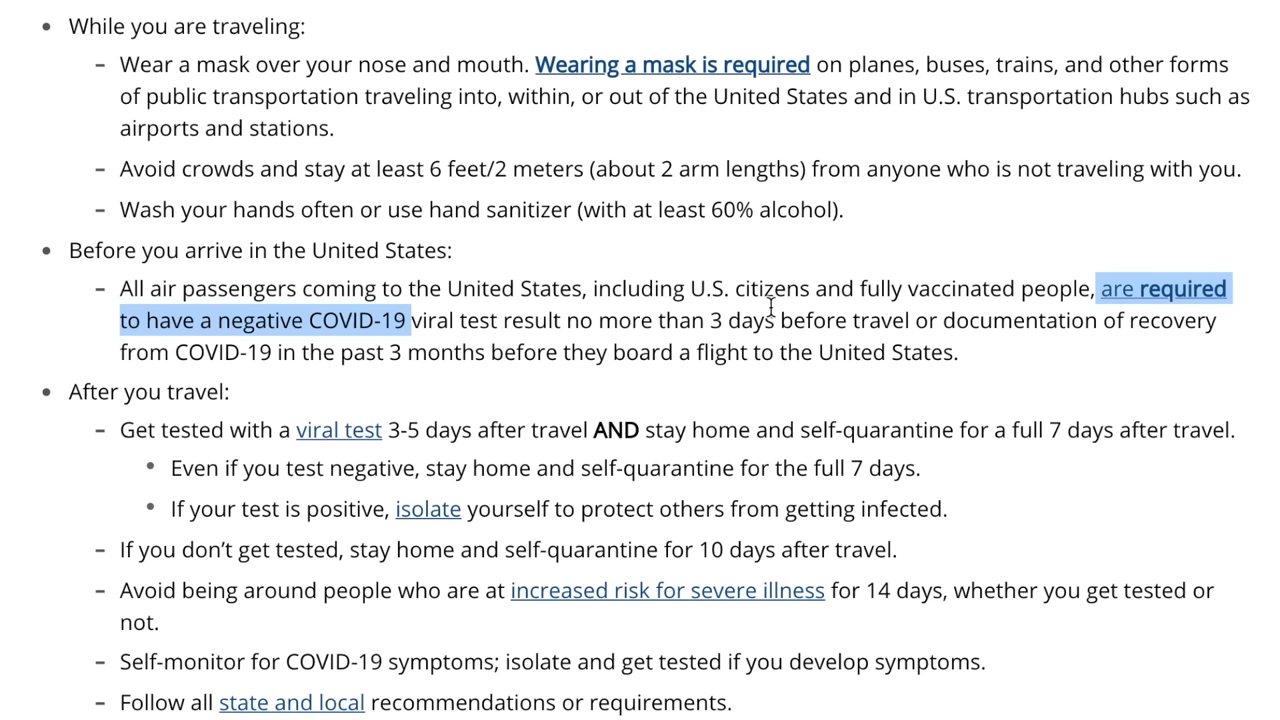 • While you are traveling:
– Wear a mask over your nose and mouth. Wearing a mask is required on planes, buses, trains, and other forms
of public transportation traveling into, within, or out of the United States and in U.S. transportation hubs such as
airports and stations.
– Avoid crowds and stay at least 6 feet/2 meters (about 2 arm lengths) from anyone who is not traveling with you.
– Wash your hands often or use hand sanitizer (with at least 60% alcohol).
• Before you arrive in the United States:
– All air passengers coming to the United States, including U.S. citizens and fully vaccinated people, are required
to have a negative COVID-19 viral test result no more than 3 days before travel or documentation of recovery
from COVID-19 in the past 3 months before they board a flight to the United States.
• After you travel:
– Get tested with a viral test 3-5 days after travel AND stay home and self-quarantine for a full 7 days after travel.
• Even if you test negative, stay home and self-quarantine for the full 7 days.
• If your test is positive, isolate yourself to protect others from getting infected.
– If you don’t get tested, stay home and self-quarantine for 10 days after travel.
– Avoid being around people who are at increased risk for severe illness for 14 days, whether you get tested or
not.
– Self-monitor for COVID-19 symptoms; isolate and get tested if you develop symptoms.
– Follow all state and local recommendations or requirements.